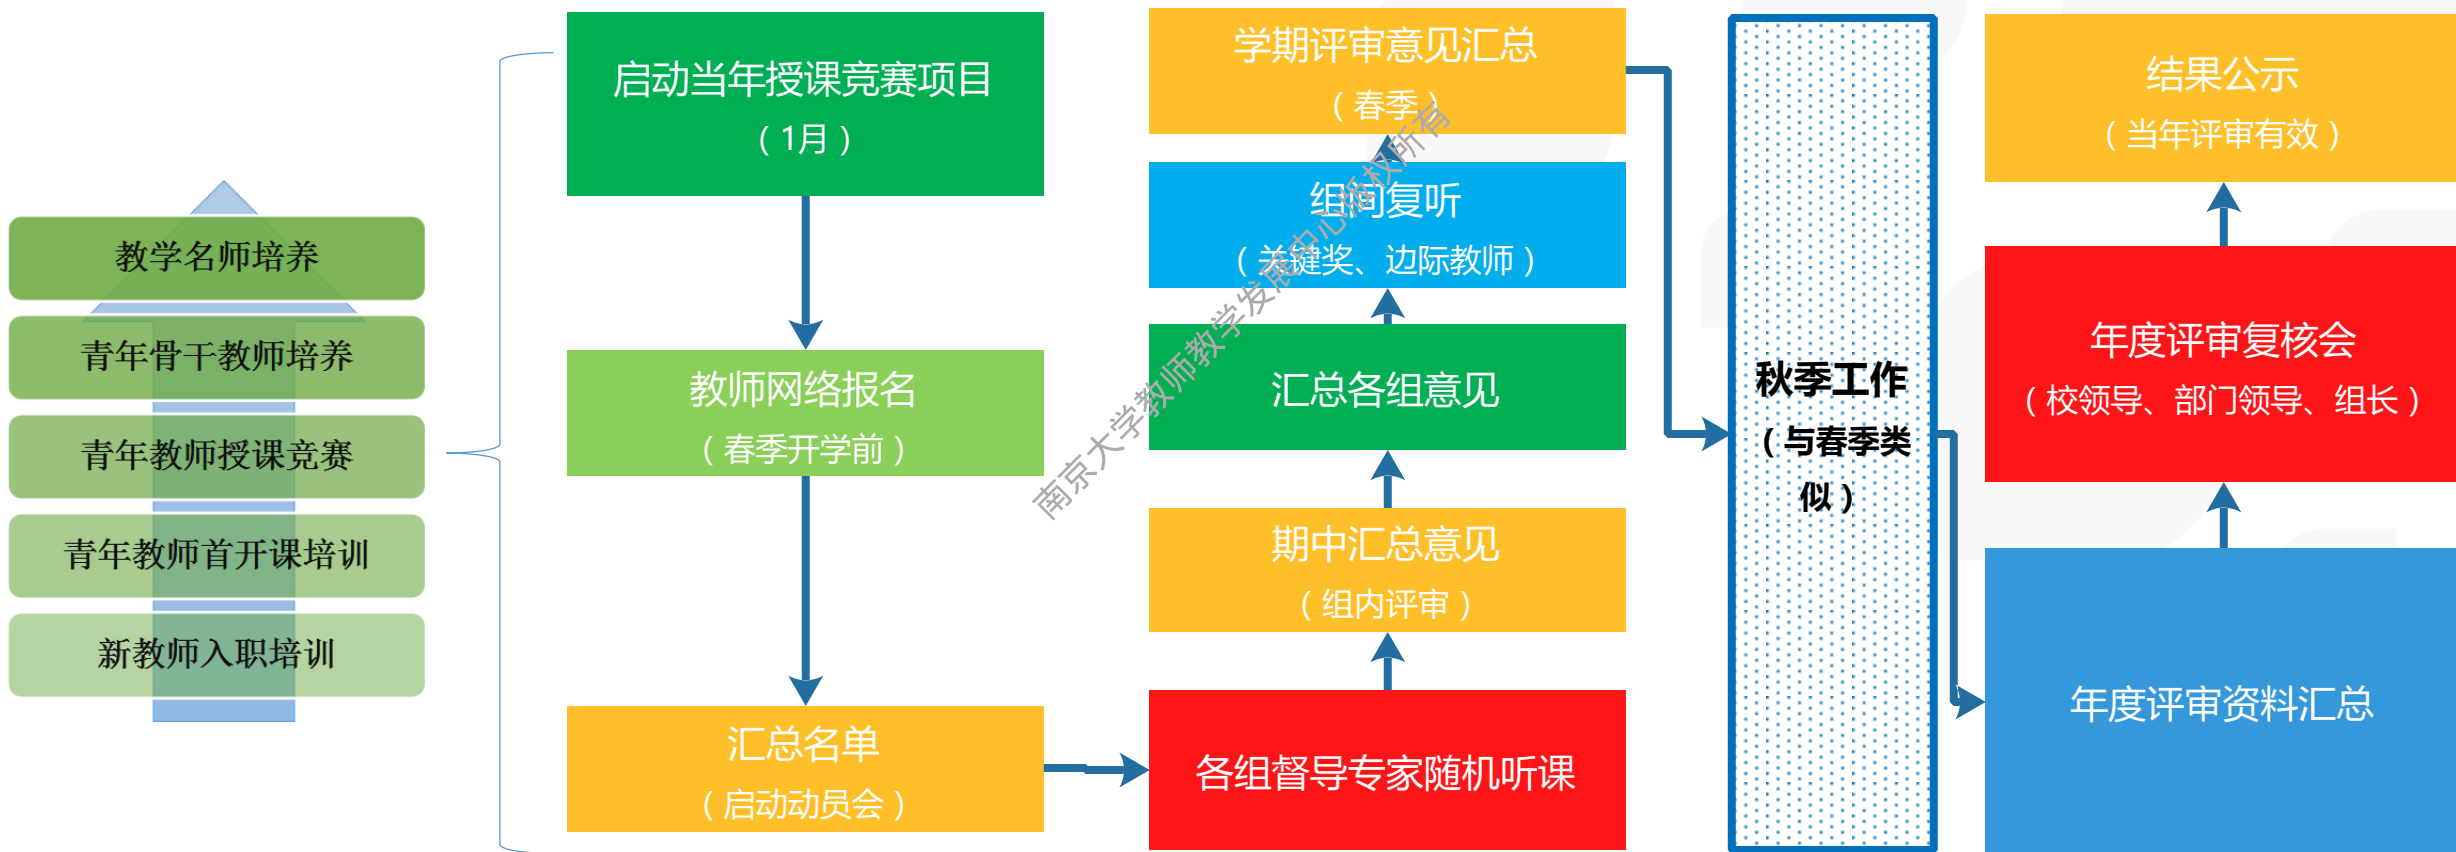 教学名师培养
青年骨干教师培养
青年教师授课竞赛
青年教师首开课培训
新教师入职培训
启动当年授课竞赛项目
（1月）
教师网络报名
（春季开学前）
汇总名单
（启动动员会）
学期评审意见汇总
（春季）
组间复听
（关键奖、边际教师）
汇总各组意见
期中汇总意见
（组内评审）
各组督导专家随机听课
南京大学教师教学发展中心版权所有
秋季工作
（与春季类
似）
结果公示
（当年评审有效）
年度评审复核会
（校领导、部门领导、组长）
年度评审资料汇总